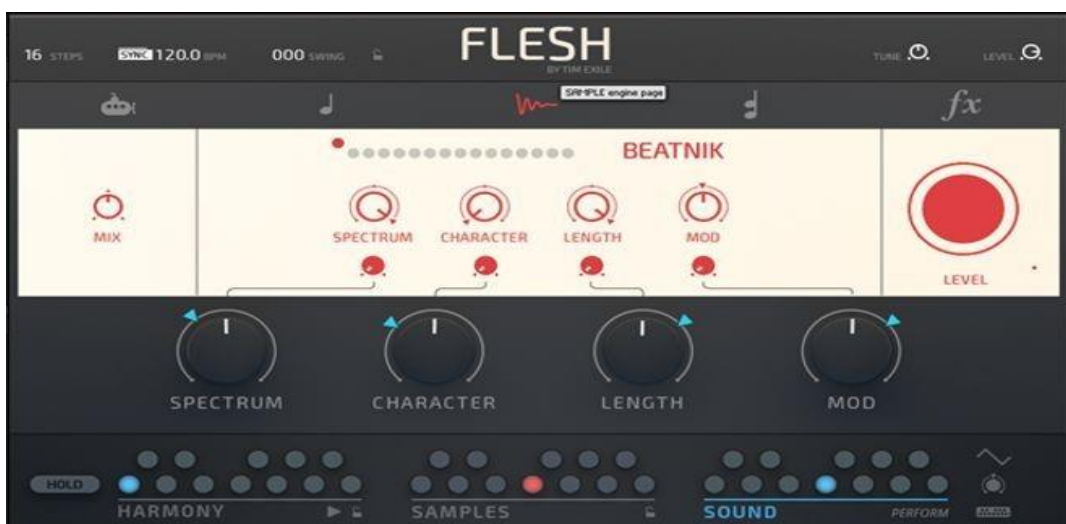 16 STEPS SYNC 120.0 BPM 000 SWING FLESH TUNE LEVEL
BY TIM EXILE
SAMPLE engine page
fx
BEATNIK
MIX SPECTRUM CHARACTER LENGTH MOD
LEVEL
SPECTRUM CHARACTER LENGTH MOD
HOLD
HARMONY SAMPLES SOUND PERFORM